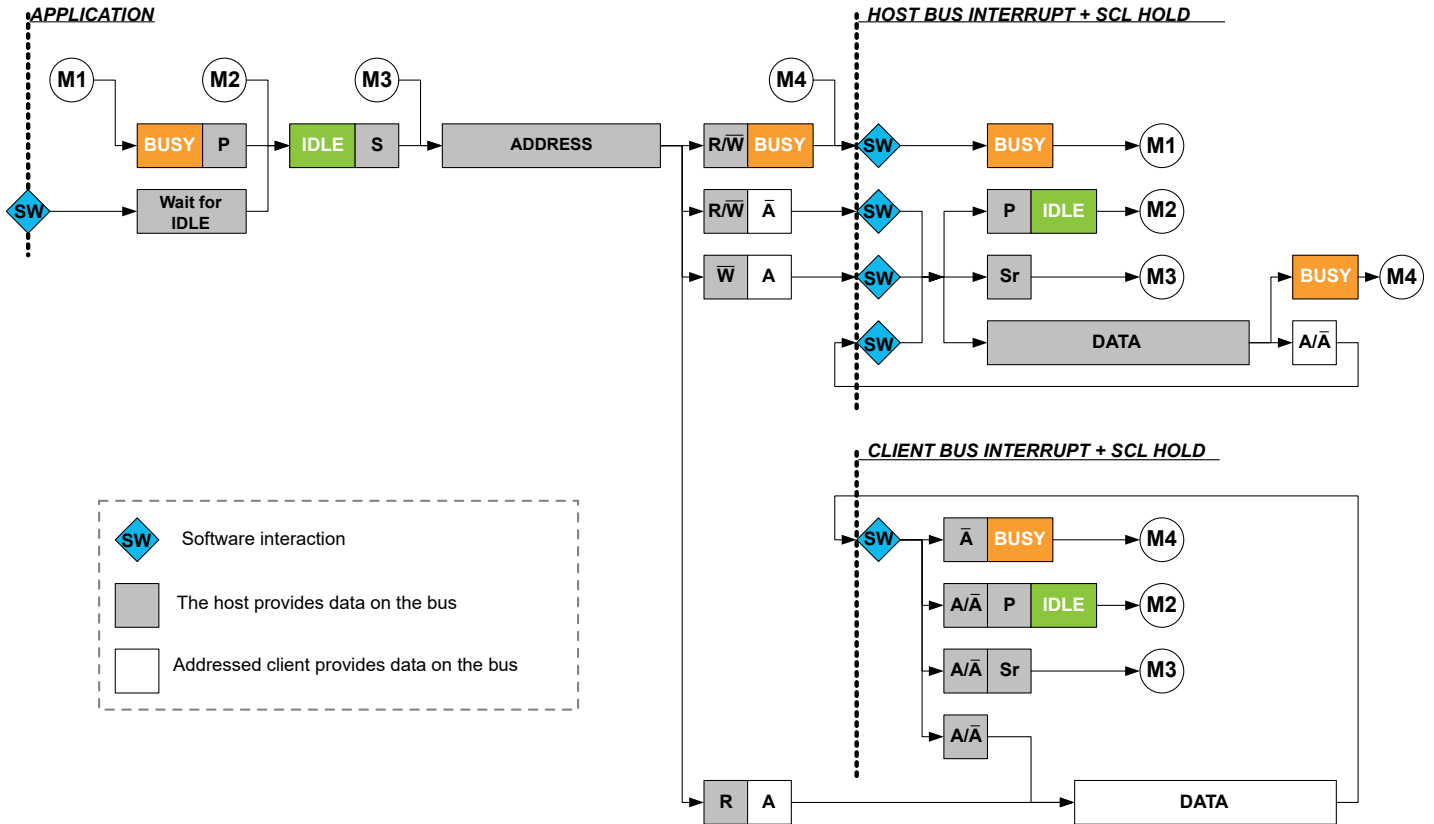 APPLICATION
HOST BUS INTERRUPT + SCL HOLD
M1
M2
M3
M4
BUSY P
IDLE S
ADDRESS
R/W̅ BUSY
SW
BUSY
M1
SW
Wait for
IDLE
R/W̅ A̅
SW
P IDLE
M2
W̅ A
SW
Sr
M3
BUSY
M4
SW
DATA
A/A̅
CLIENT BUS INTERRUPT + SCL HOLD
SW
A̅ BUSY
M4
A/A̅ P IDLE
M2
A/A̅ Sr
M3
A/A̅
R A
DATA
SW
Software interaction
The host provides data on the bus
Addressed client provides data on the bus